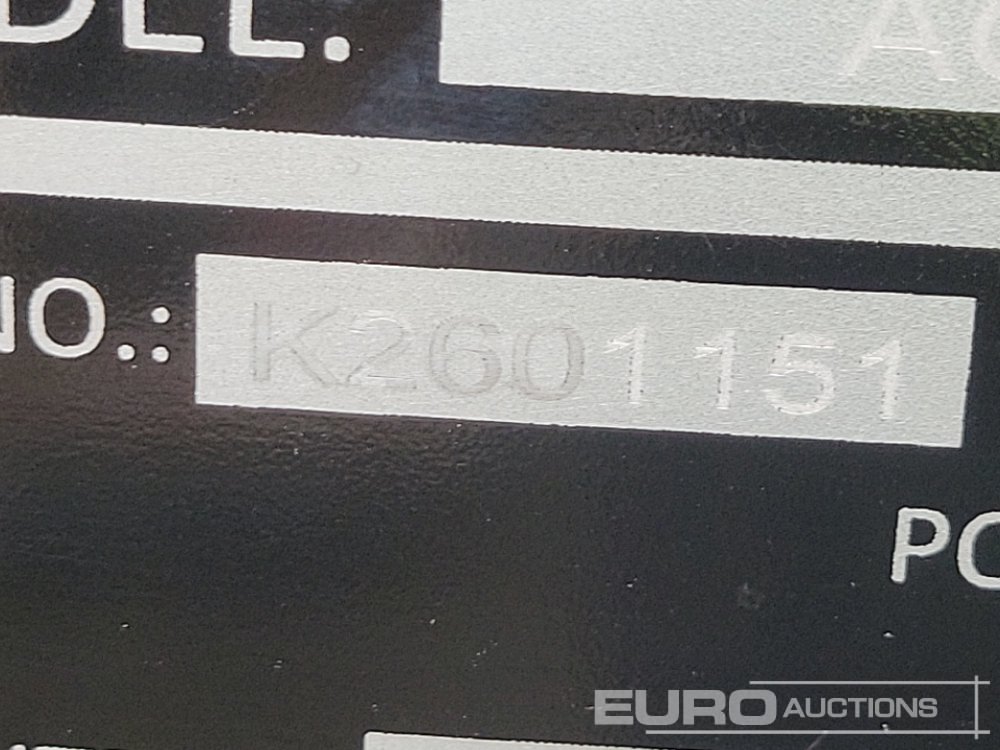 DEL: A
NO.: K2601151
PO
EURO AUCTIONS